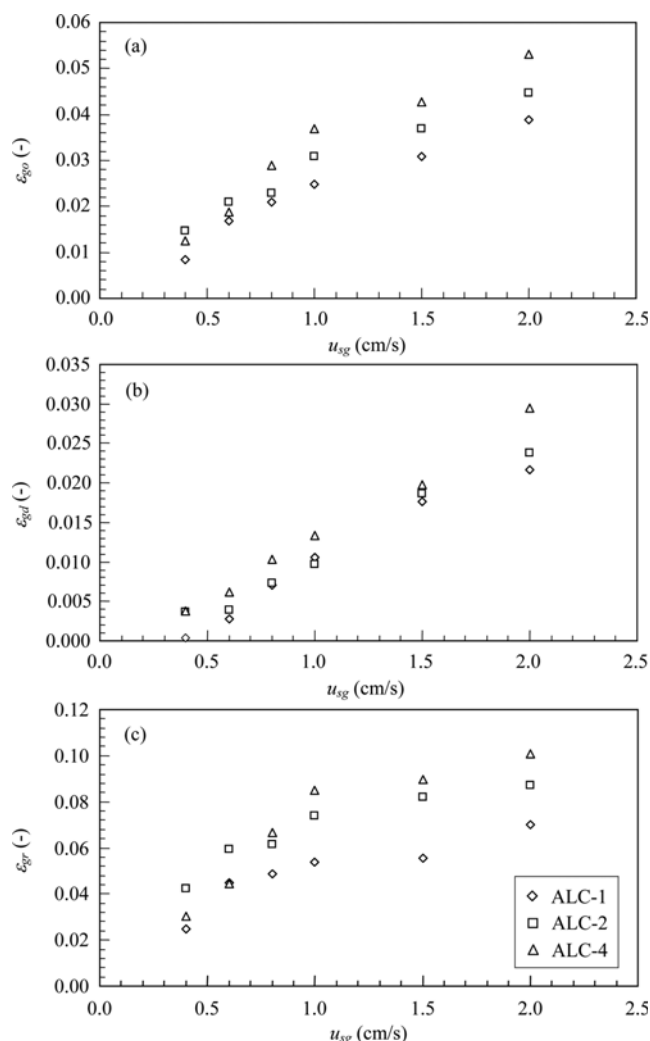 0.06
(a)
0.05
0.04
0.03
0.02
0.01
0.00
εgo (-)
0.0 0.5 1.0 1.5 2.0 2.5
usg (cm/s)
0.035
(b)
0.030
0.025
0.020
0.015
0.010
0.005
0.000
εgd (-)
0.0 0.5 1.0 1.5 2.0 2.5
usg (cm/s)
0.12
(c)
0.10
0.08
0.06
0.04
0.02
0.00
εgr (-)
ALC-1
ALC-2
ALC-4
0.0 0.5 1.0 1.5 2.0 2.5
usg (cm/s)